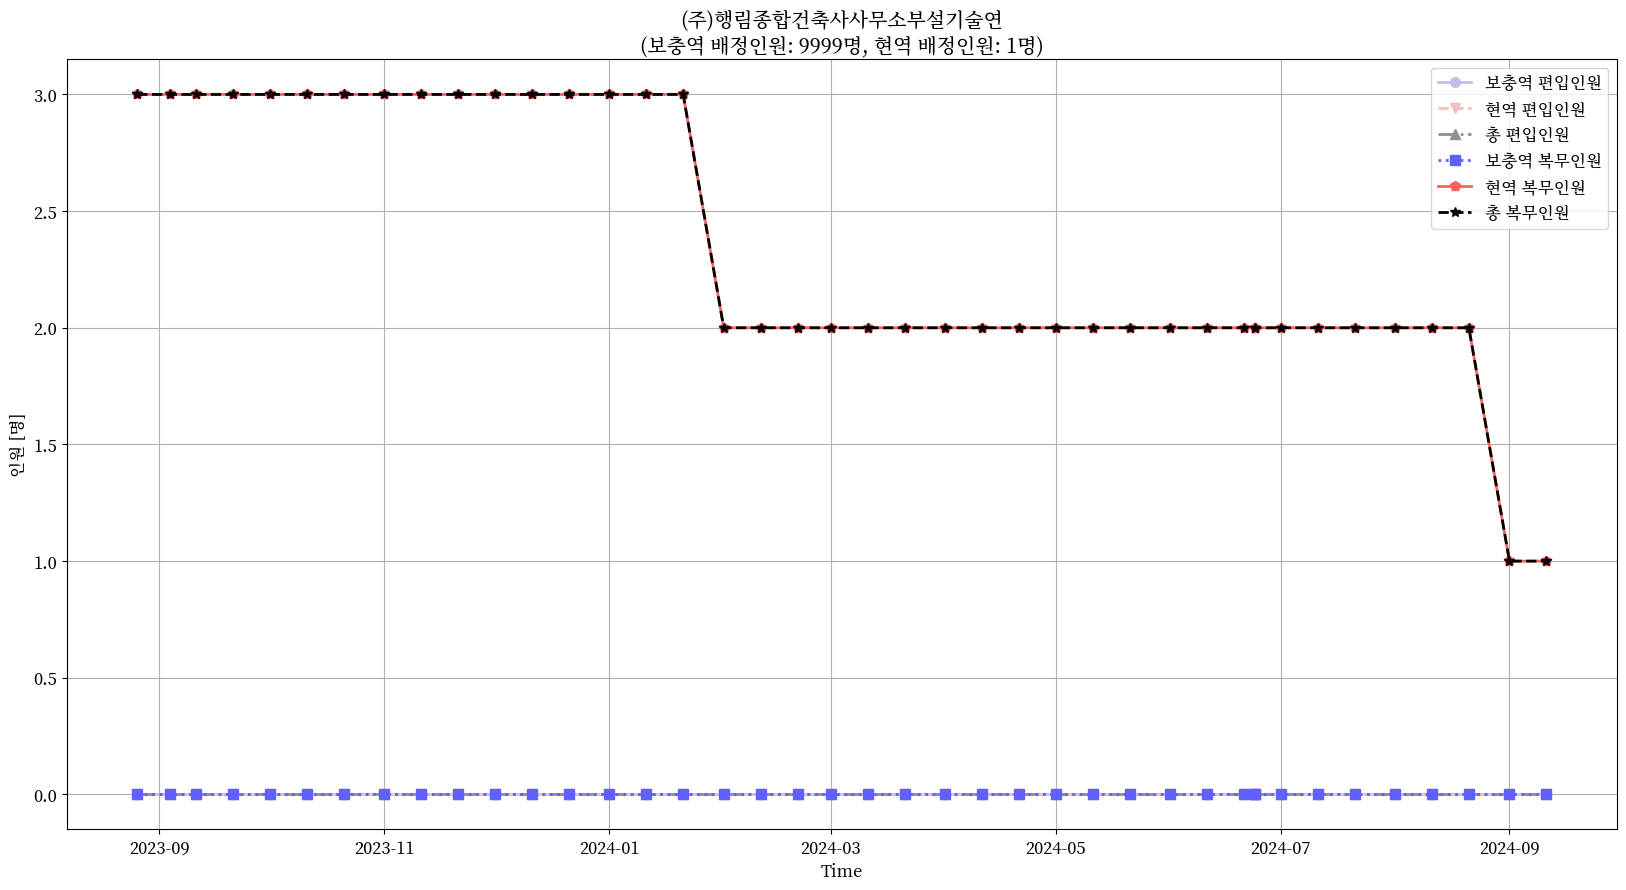 (주)행림종합건축사사무소부설기술연
(보충역 배정인원: 9999명, 현역 배정인원: 1명)
보충역 편입인원
현역 편입인원
총 편입인원
보충역 복무인원
현역 복무인원
총 복무인원
인원 [명]
3.0
2.5
2.0
1.5
1.0
0.5
0.0
2023-09
2023-11
2024-01
2024-03
2024-05
2024-07
2024-09
Time